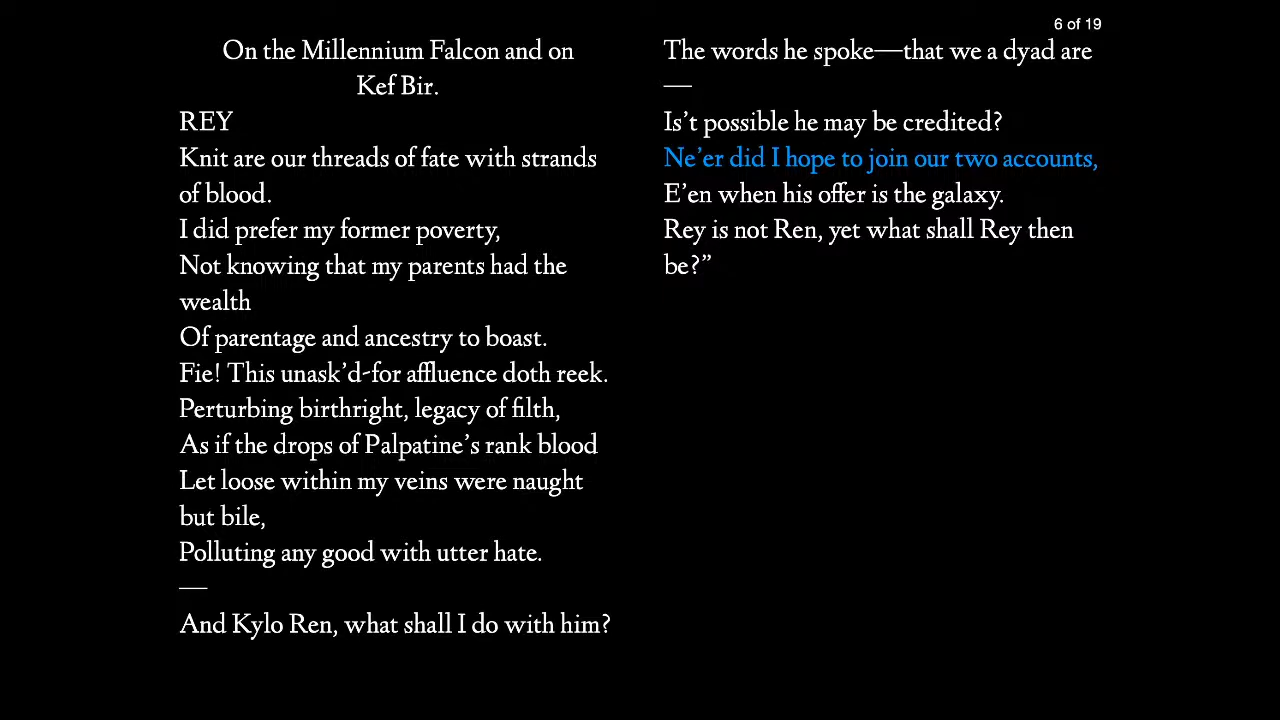 6 of 19
On the Millennium Falcon and on
Kef Bir.
REY
Knit are our threads of fate with strands
of blood.
I did prefer my former poverty,
Not knowing that my parents had the
wealth
Of parentage and ancestry to boast.
Fie! This unask’d-for affluence doth reek.
Perturbing birthright, legacy of filth,
As if the drops of Palpatine’s rank blood
Let loose within my veins were naught
but bile,
Polluting any good with utter hate.
—
And Kylo Ren, what shall I do with him?
The words he spoke—that we a dyad are
—
Is’t possible he may be credited?
Ne’er did I hope to join our two accounts,
E’en when his offer is the galaxy.
Rey is not Ren, yet what shall Rey then
be?”